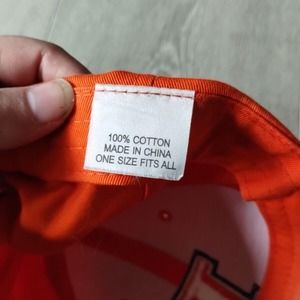 100% COTTON
MADE IN CHINA
ONE SIZE FITS ALL